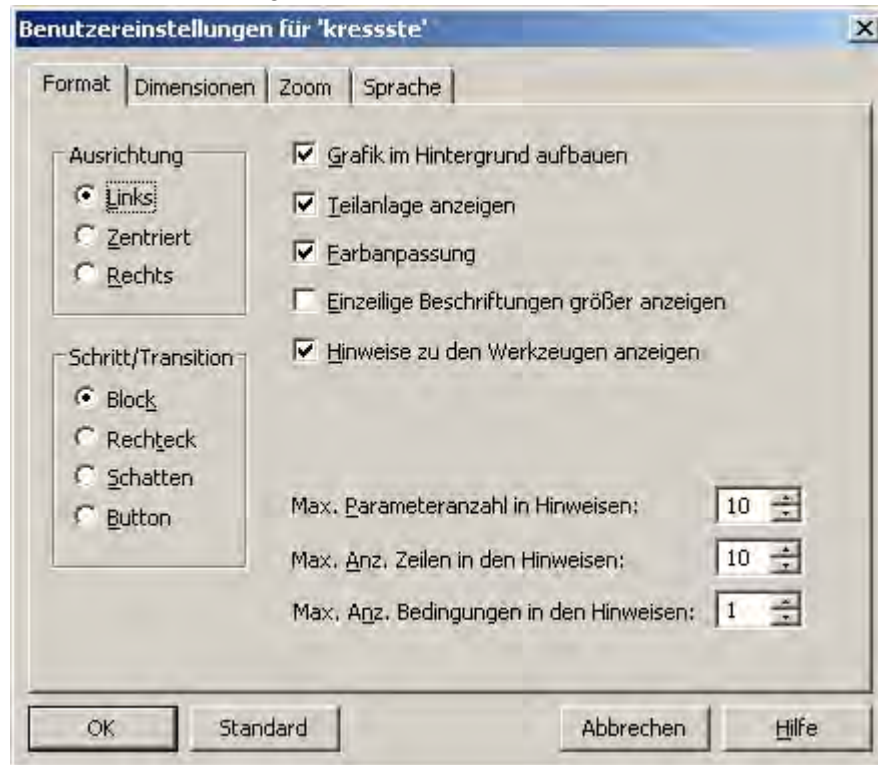 Benutzereinstellungen für 'kressste'
Format Dimensionen Zoom Sprache
Ausrichtung
Links
Zentriert
Rechts
Grafik im Hintergrund aufbauen
Teilanlage anzeigen
Farbanpassung
Einzeilige Beschriftungen größer anzeigen
Hinweise zu den Werkzeugen anzeigen
Schritt/Transition
Block
Rechteck
Schatten
Button
Max. Parameteranzahl in Hinweisen: 10
Max. Anz. Zeilen in den Hinweisen: 10
Max. Anz. Bedingungen in den Hinweisen: 1
OK Standard Abbrechen Hilfe